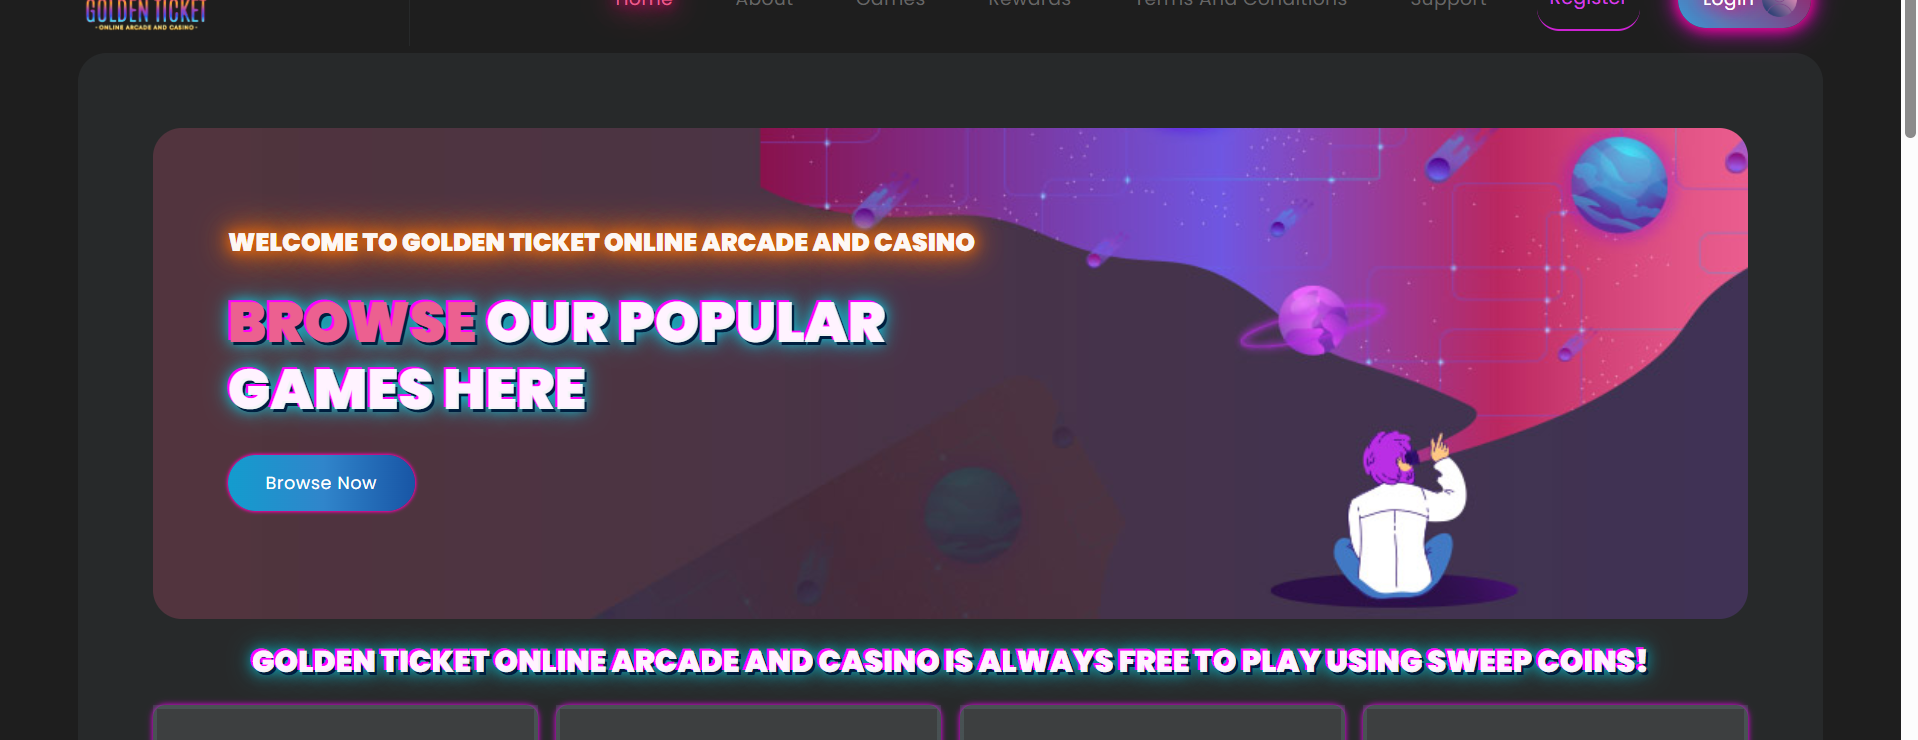 GOLDEN TICKET
- ONLINE ARCADE AND CASINO -
Home About Games Rewards Terms And Conditions Support Register Login
WELCOME TO GOLDEN TICKET ONLINE ARCADE AND CASINO
BROWSE OUR POPULAR
GAMES HERE
Browse Now
GOLDEN TICKET ONLINE ARCADE AND CASINO IS ALWAYS FREE TO PLAY USING SWEEP COINS!